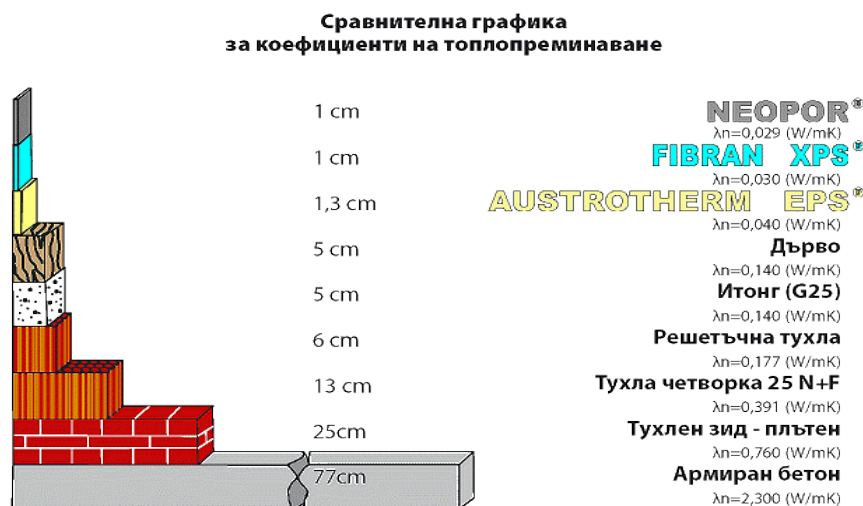 Сравнителна графика
за коефициенти на топлопреминаване
1 cm NEOPOR®
λn=0,029 (W/mK)
1 cm FIBRAN XPS®
λn=0,030 (W/mK)
1,3 cm AUSTROTHERM EPS®
λn=0,040 (W/mK)
5 cm Дърво
λn=0,140 (W/mK)
5 cm Итонг (G25)
λn=0,140 (W/mK)
6 cm Решетъчна тухла
λn=0,177 (W/mK)
13 cm Тухла четворка 25 N+F
λn=0,391 (W/mK)
25cm Тухлен зид - плътен
λn=0,760 (W/mK)
77cm Армиран бетон
λn=2,300 (W/mK)